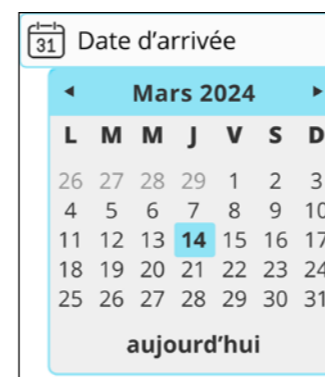 31 Date d'arrivée
◄ Mars 2024 ►
L M M J V S D
26 27 28 29 1 2 3
4 5 6 7 8 9 10
11 12 13 14 15 16 17
18 19 20 21 22 23 24
25 26 27 28 29 30 31
aujourd'hui